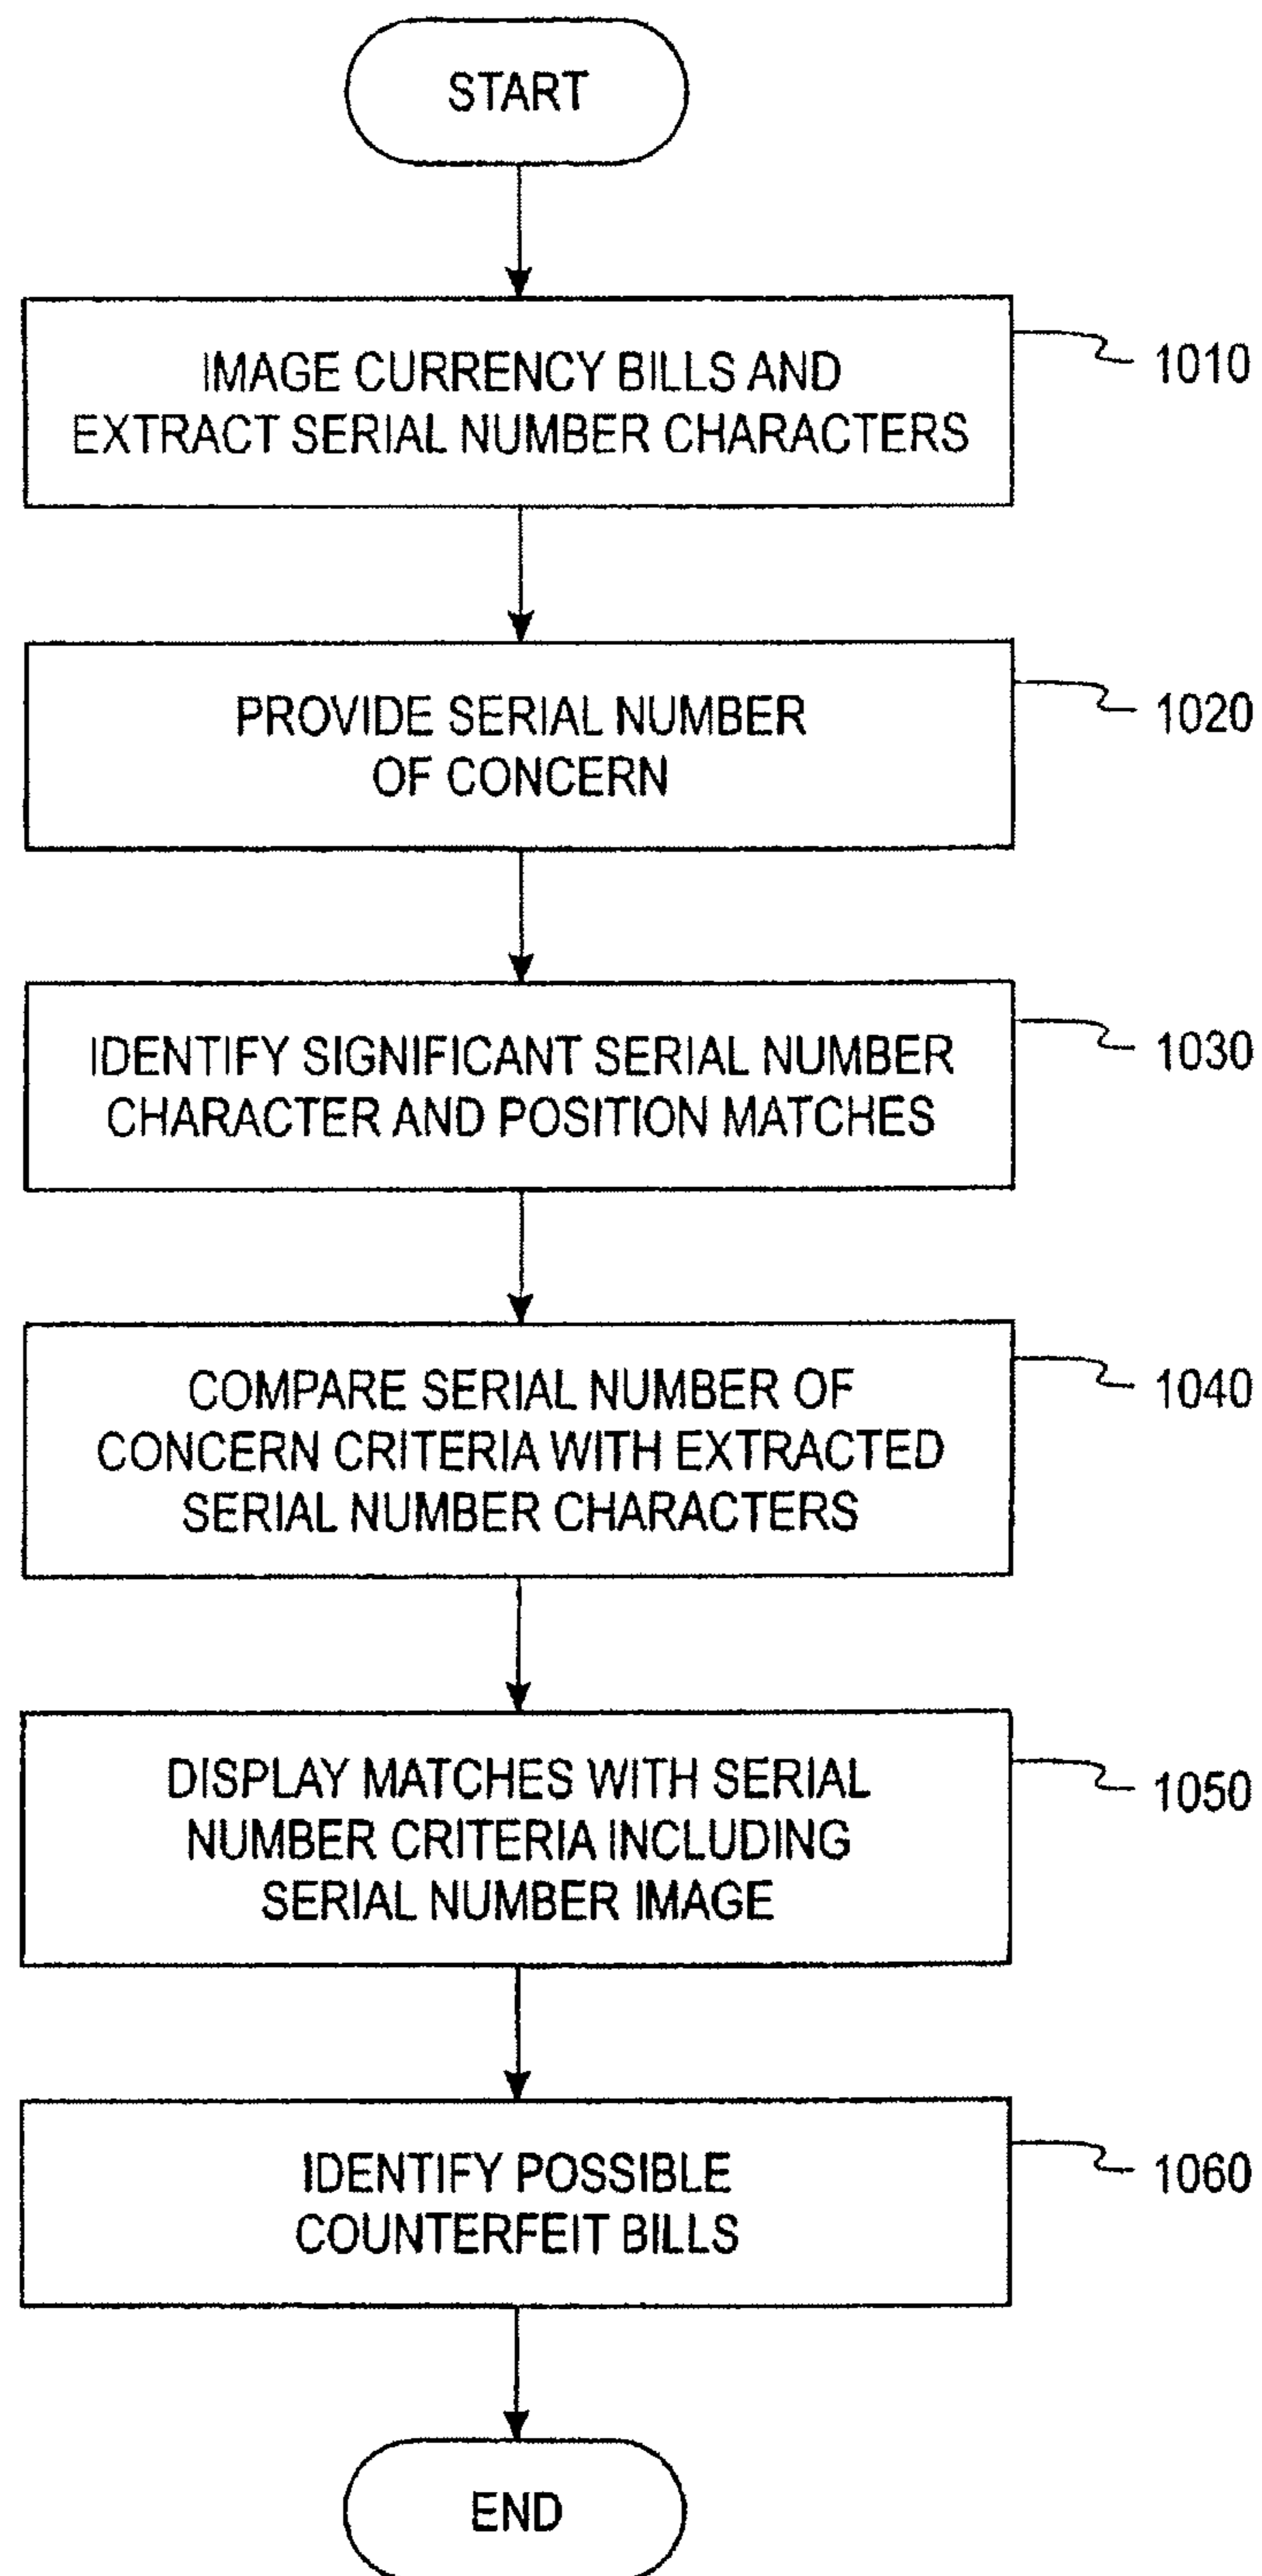 START
IMAGE CURRENCY BILLS AND
EXTRACT SERIAL NUMBER CHARACTERS
1010
PROVIDE SERIAL NUMBER
OF CONCERN
1020
IDENTIFY SIGNIFICANT SERIAL NUMBER
CHARACTER AND POSITION MATCHES
1030
COMPARE SERIAL NUMBER OF
CONCERN CRITERIA WITH EXTRACTED
SERIAL NUMBER CHARACTERS
1040
DISPLAY MATCHES WITH SERIAL
NUMBER CRITERIA INCLUDING
SERIAL NUMBER IMAGE
1050
IDENTIFY POSSIBLE
COUNTERFEIT BILLS
1060
END